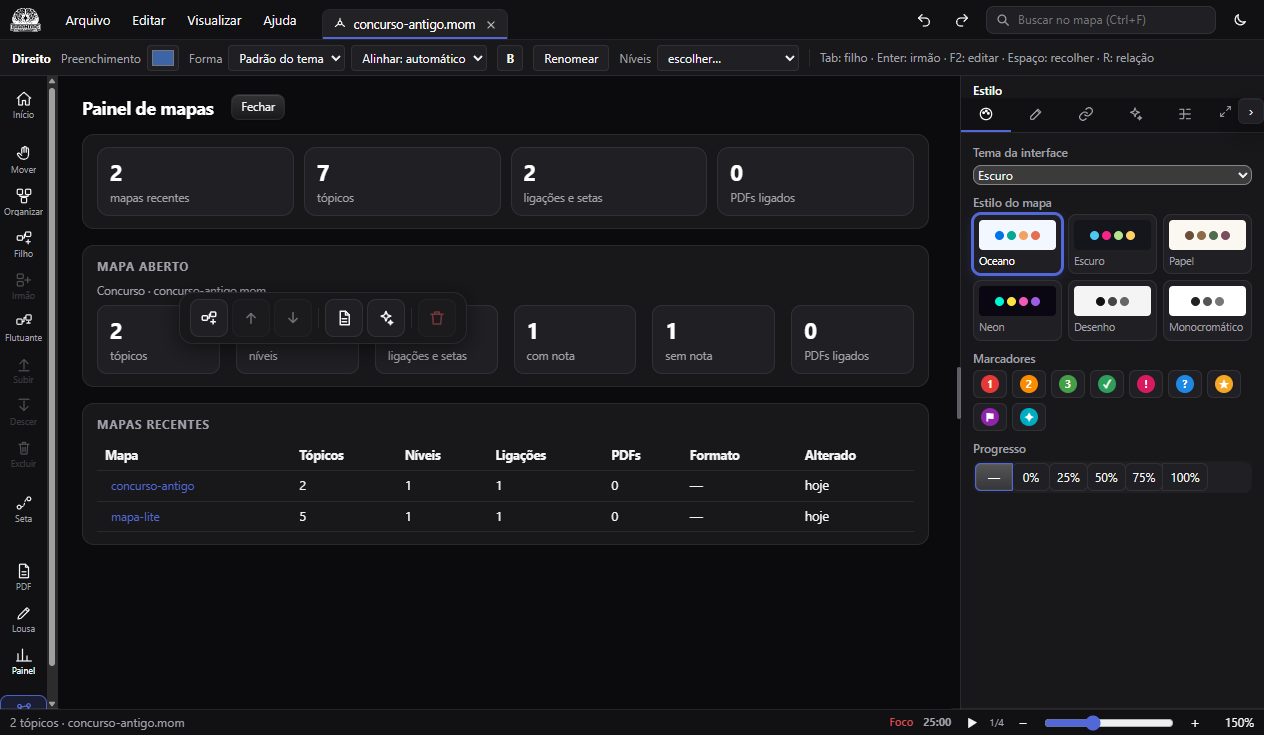 Arquivo Editar Visualizar Ajuda concurso-antigo.mom × Buscar no mapa (Ctrl+F)
Direito Preenchimento Forma Padrão do tema Alinhar: automático B Renomear Níveis escolher... Tab: filho · Enter: irmão · F2: editar · Espaço: recolher · R: relação
Início
Mover
Organizar
Filho
Irmão
Flutuante
Subir
Descer
Excluir
Seta
PDF
Lousa
Painel
Painel de mapas Fechar
2 7 2 0
mapas recentes tópicos ligações e setas PDFs ligados
MAPA ABERTO
Concurso · concurso-antigo.mom
2 1 1 0
tópicos níveis ligações e setas com nota sem nota PDFs ligados
MAPAS RECENTES
Mapa Tópicos Níveis Ligações PDFs Formato Alterado
concurso-antigo 2 1 1 0 — hoje
mapa-lite 5 1 1 0 — hoje
Estilo
Tema da interface
Escuro
Estilo do mapa
Oceano Escuro Papel
Neon Desenho Monocromático
Marcadores
1 2 3 ✓ ! ? ★
Progresso
— 0% 25% 50% 75% 100%
2 tópicos · concurso-antigo.mom Foco 25:00 1/4 − + 150%